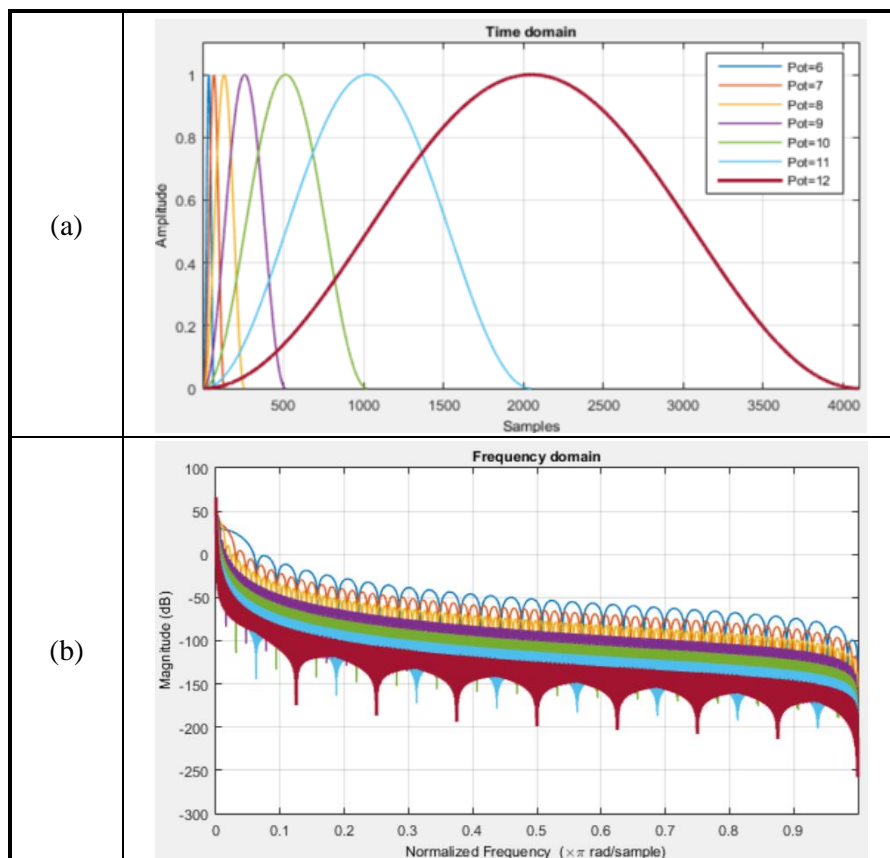 (a)
Time domain
Amplitude
1
0.8
0.6
0.4
0.2
0
Pot=6
Pot=7
Pot=8
Pot=9
Pot=10
Pot=11
Pot=12
500 1000 1500 2000 2500 3000 3500 4000
Samples
(b)
Frequency domain
Magnitude (dB)
100
50
0
-50
-100
-150
-200
-250
-300
0 0.1 0.2 0.3 0.4 0.5 0.6 0.7 0.8 0.9
Normalized Frequency (×π rad/sample)